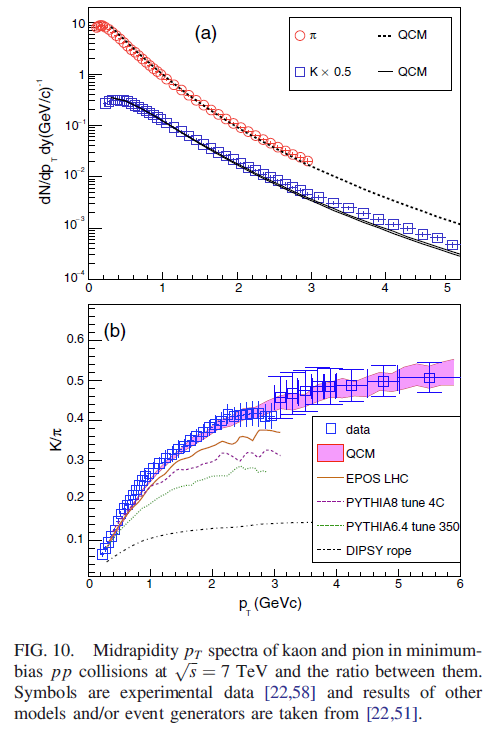 (a)
π
QCM
K × 0.5
QCM
dN/dp_T dy(GeV/c)^-1
10
1
10^-1
10^-2
10^-3
10^-4
0 1 2 3 4 5
(b)
K/π
0.6
0.5
0.4
0.3
0.2
0.1
data
QCM
EPOS LHC
PYTHIA8 tune 4C
PYTHIA6.4 tune 350
DIPSY rope
0 1 2 3 4 5 6
p_T (GeVc)
FIG. 10. Midrapidity p_T spectra of kaon and pion in minimum-
bias pp collisions at √s = 7 TeV and the ratio between them.
Symbols are experimental data [22,58] and results of other
models and/or event generators are taken from [22,51].